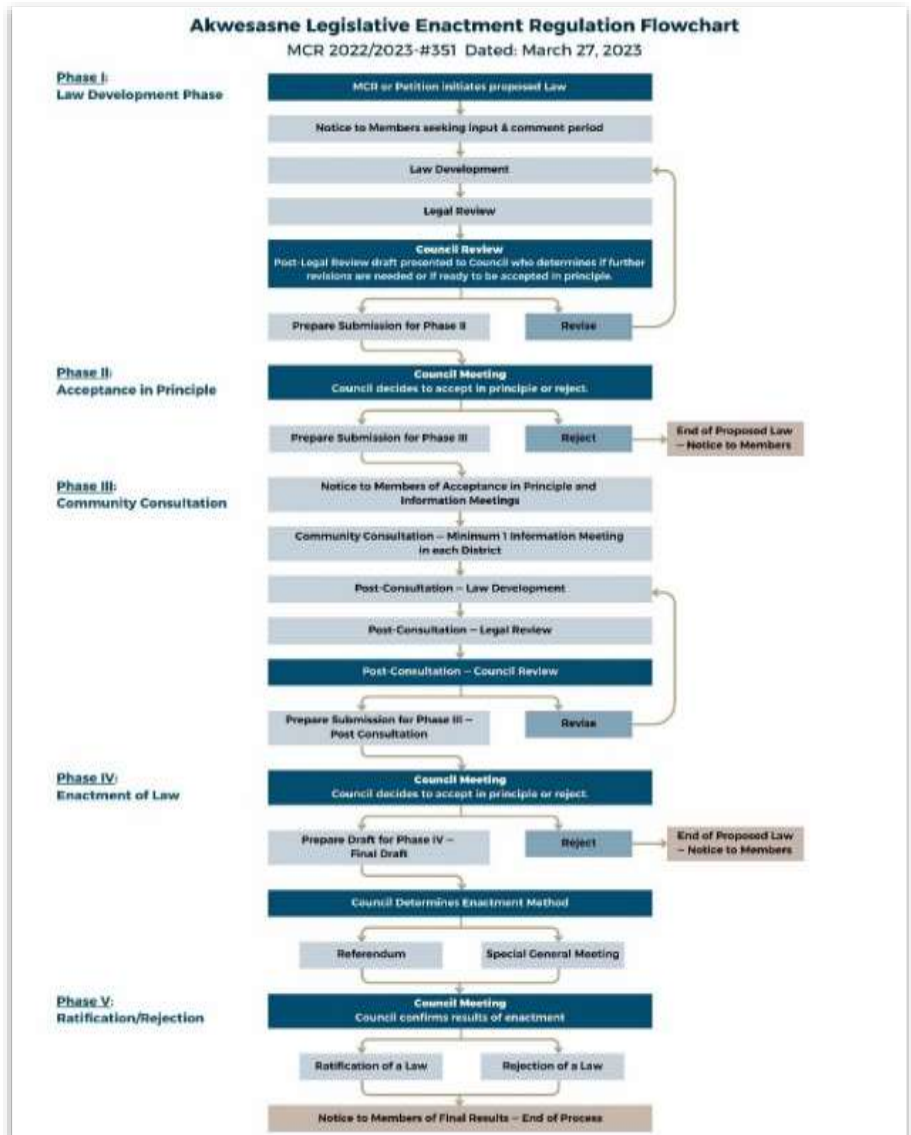 Akwesasne Legislative Enactment Regulation Flowchart
MCR 2022/2023-#351 Dated: March 27, 2023
Phase I:
Law Development Phase
MCR or Petition initiates proposed Law
Notice to Members seeking input & comment period
Law Development
Legal Review
Council Review
Post-Legal Review draft presented to Council who determines if further
revisions are needed or if ready to be accepted in principle.
Prepare Submission for Phase II
Revise
Phase II:
Acceptance in Principle
Council Meeting
Council decides to accept in principle or reject.
Prepare Submission for Phase III
Reject
End of Proposed Law
– Notice to Members
Phase III:
Community Consultation
Notice to Members of Acceptance in Principle and
Information Meetings
Community Consultation – Minimum 1 Information Meeting
in each District
Post-Consultation – Law Development
Post-Consultation – Legal Review
Post-Consultation – Council Review
Prepare Submission for Phase III –
Post Consultation
Revise
Phase IV:
Enactment of Law
Council Meeting
Council decides to accept in principle or reject.
Prepare Draft for Phase IV –
Final Draft
Reject
End of Proposed Law
– Notice to Members
Council Determines Enactment Method
Referendum
Special General Meeting
Phase V:
Ratification/Rejection
Council Meeting
Council confirms results of enactment
Ratification of a Law
Rejection of a Law
Notice to Members of Final Results – End of Process